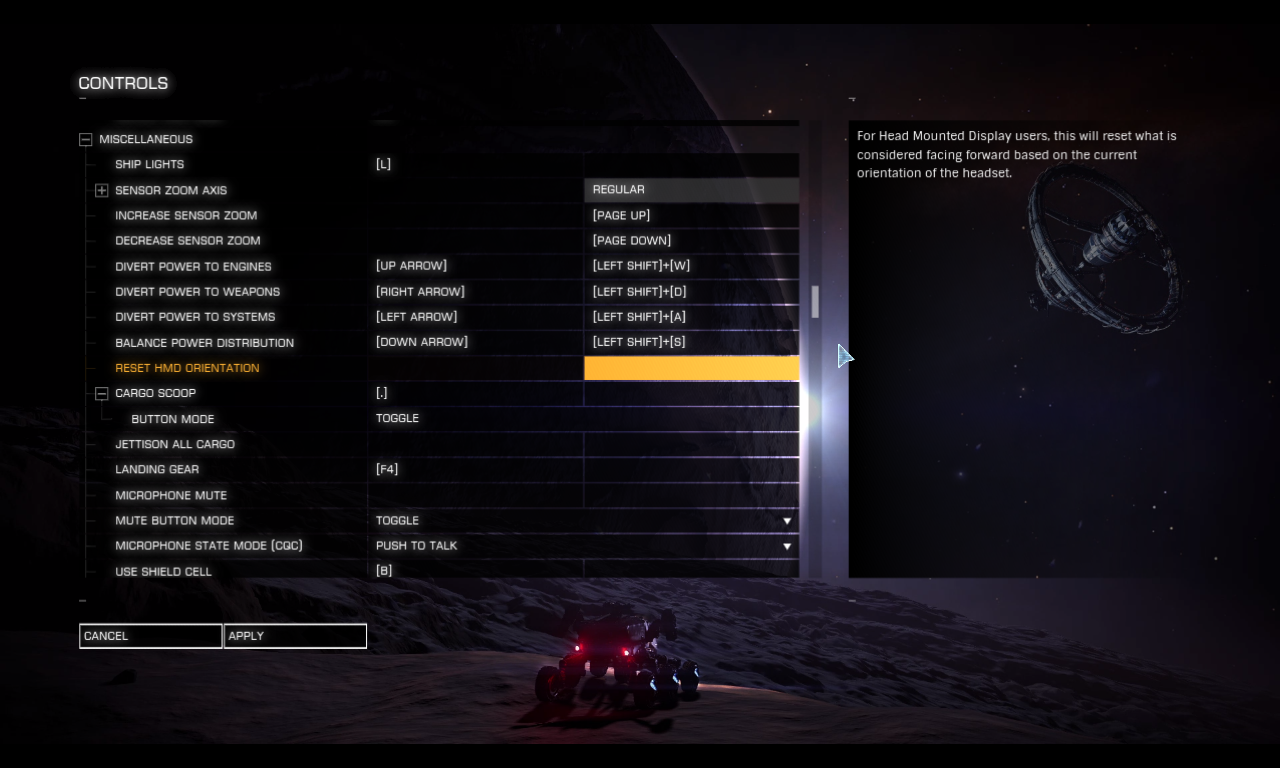 CONTROLS
MISCELLANEOUS
SHIP LIGHTS [L]
SENSOR ZOOM AXIS REGULAR
INCREASE SENSOR ZOOM [PAGE UP]
DECREASE SENSOR ZOOM [PAGE DOWN]
DIVERT POWER TO ENGINES [UP ARROW] [LEFT SHIFT]+[W]
DIVERT POWER TO WEAPONS [RIGHT ARROW] [LEFT SHIFT]+[D]
DIVERT POWER TO SYSTEMS [LEFT ARROW] [LEFT SHIFT]+[A]
BALANCE POWER DISTRIBUTION [DOWN ARROW] [LEFT SHIFT]+[S]
RESET HMD ORIENTATION
CARGO SCOOP [.]
BUTTON MODE TOGGLE
JETTISON ALL CARGO
LANDING GEAR [F4]
MICROPHONE MUTE
MUTE BUTTON MODE TOGGLE
MICROPHONE STATE MODE (CQC) PUSH TO TALK
USE SHIELD CELL [B]
CANCEL APPLY
For Head Mounted Display users, this will reset what is
considered facing forward based on the current
orientation of the headset.